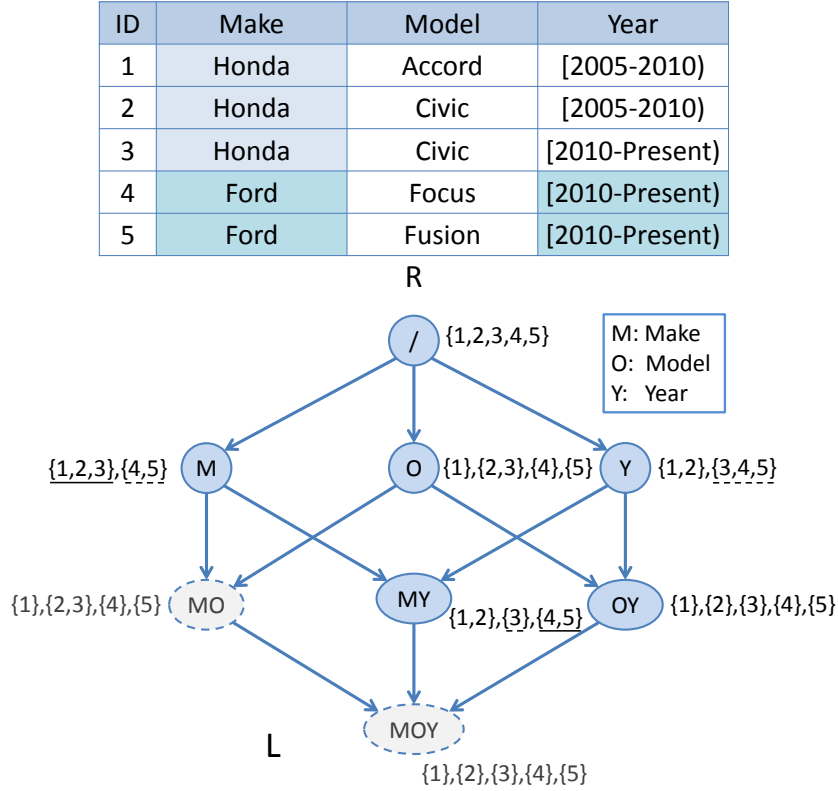 ID Make Model Year
1 Honda Accord [2005-2010)
2 Honda Civic [2005-2010)
3 Honda Civic [2010-Present)
4 Ford Focus [2010-Present)
5 Ford Fusion [2010-Present)
R
/ {1,2,3,4,5}
M: Make
O: Model
Y: Year
{1,2,3},{4,5} M O {1},{2,3},{4},{5} Y {1,2},{3,4,5}
{1},{2,3},{4},{5} MO MY {1,2},{3},{4,5} OY {1},{2},{3},{4},{5}
MOY
L
{1},{2},{3},{4},{5}